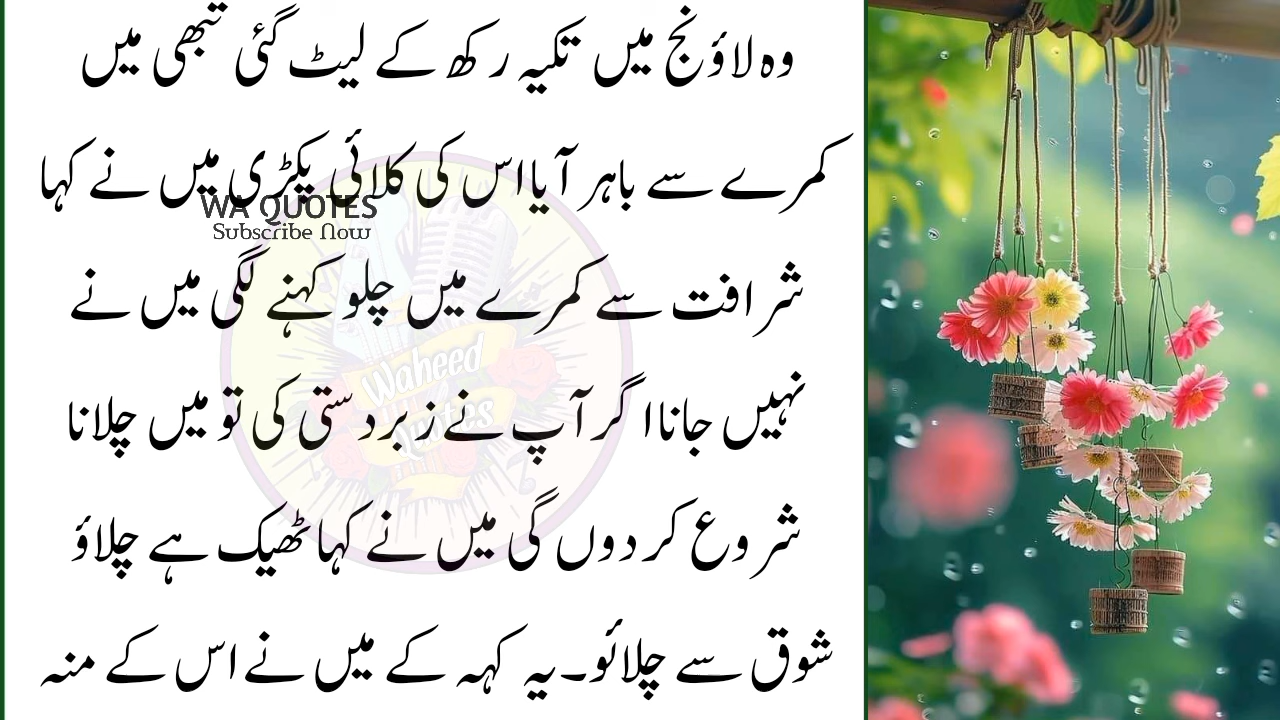 وہ لاؤنج میں تکیہ رکھ کے لیٹ گئی تبھی میں
کمرے سے باہر آیا اس کی کلائی پکڑی میں نے کہا
WA QUOTES
Subscribe Now
شرافت سے کمرے میں چلو کہنے لگی میں نے
Waheed
Quotes
نہیں جانا اگر آپ نے زبردستی کی تو میں چلانا
شروع کر دوں گی میں نے کہا ٹھیک ہے چلاؤ
شوق سے چلائو۔یہ کہہ کے میں نے اس کے منہ